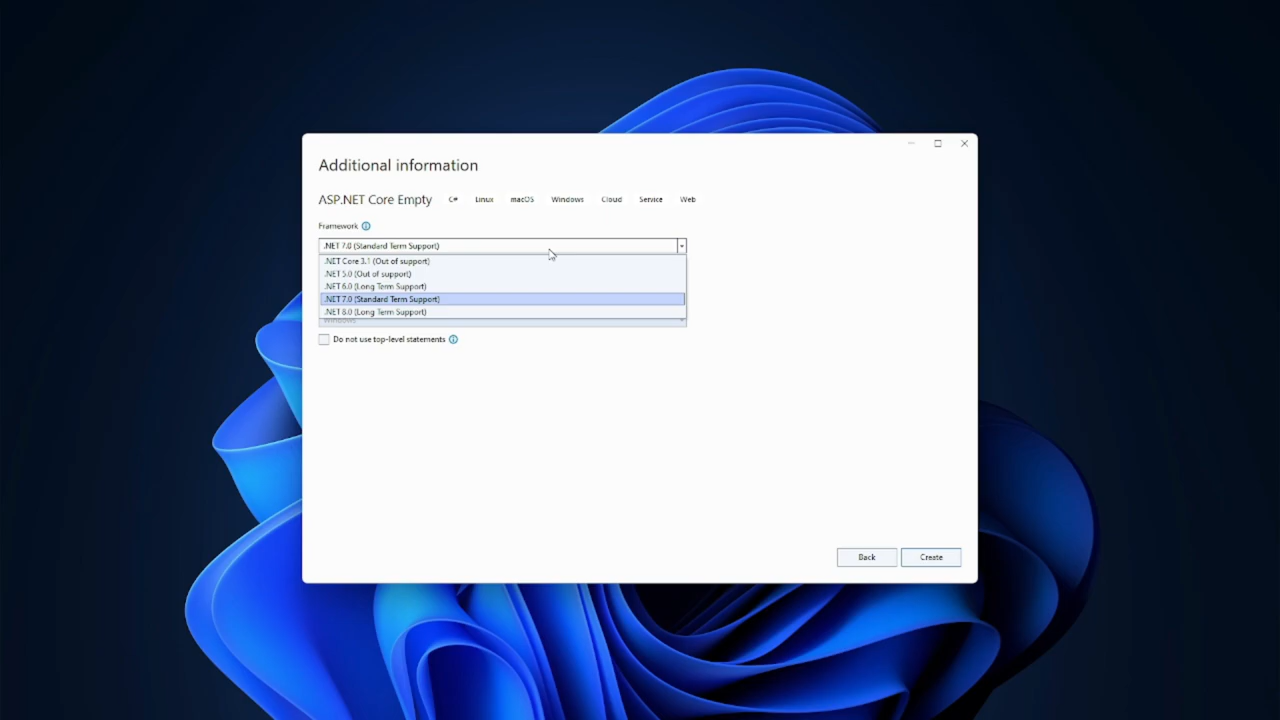 Additional information
ASP.NET Core Empty C# Linux macOS Windows Cloud Service Web
Framework
.NET 7.0 (Standard Term Support)
.NET Core 3.1 (Out of support)
.NET 5.0 (Out of support)
.NET 6.0 (Long Term Support)
.NET 7.0 (Standard Term Support)
.NET 8.0 (Long Term Support)
Windows
Do not use top-level statements
Back Create